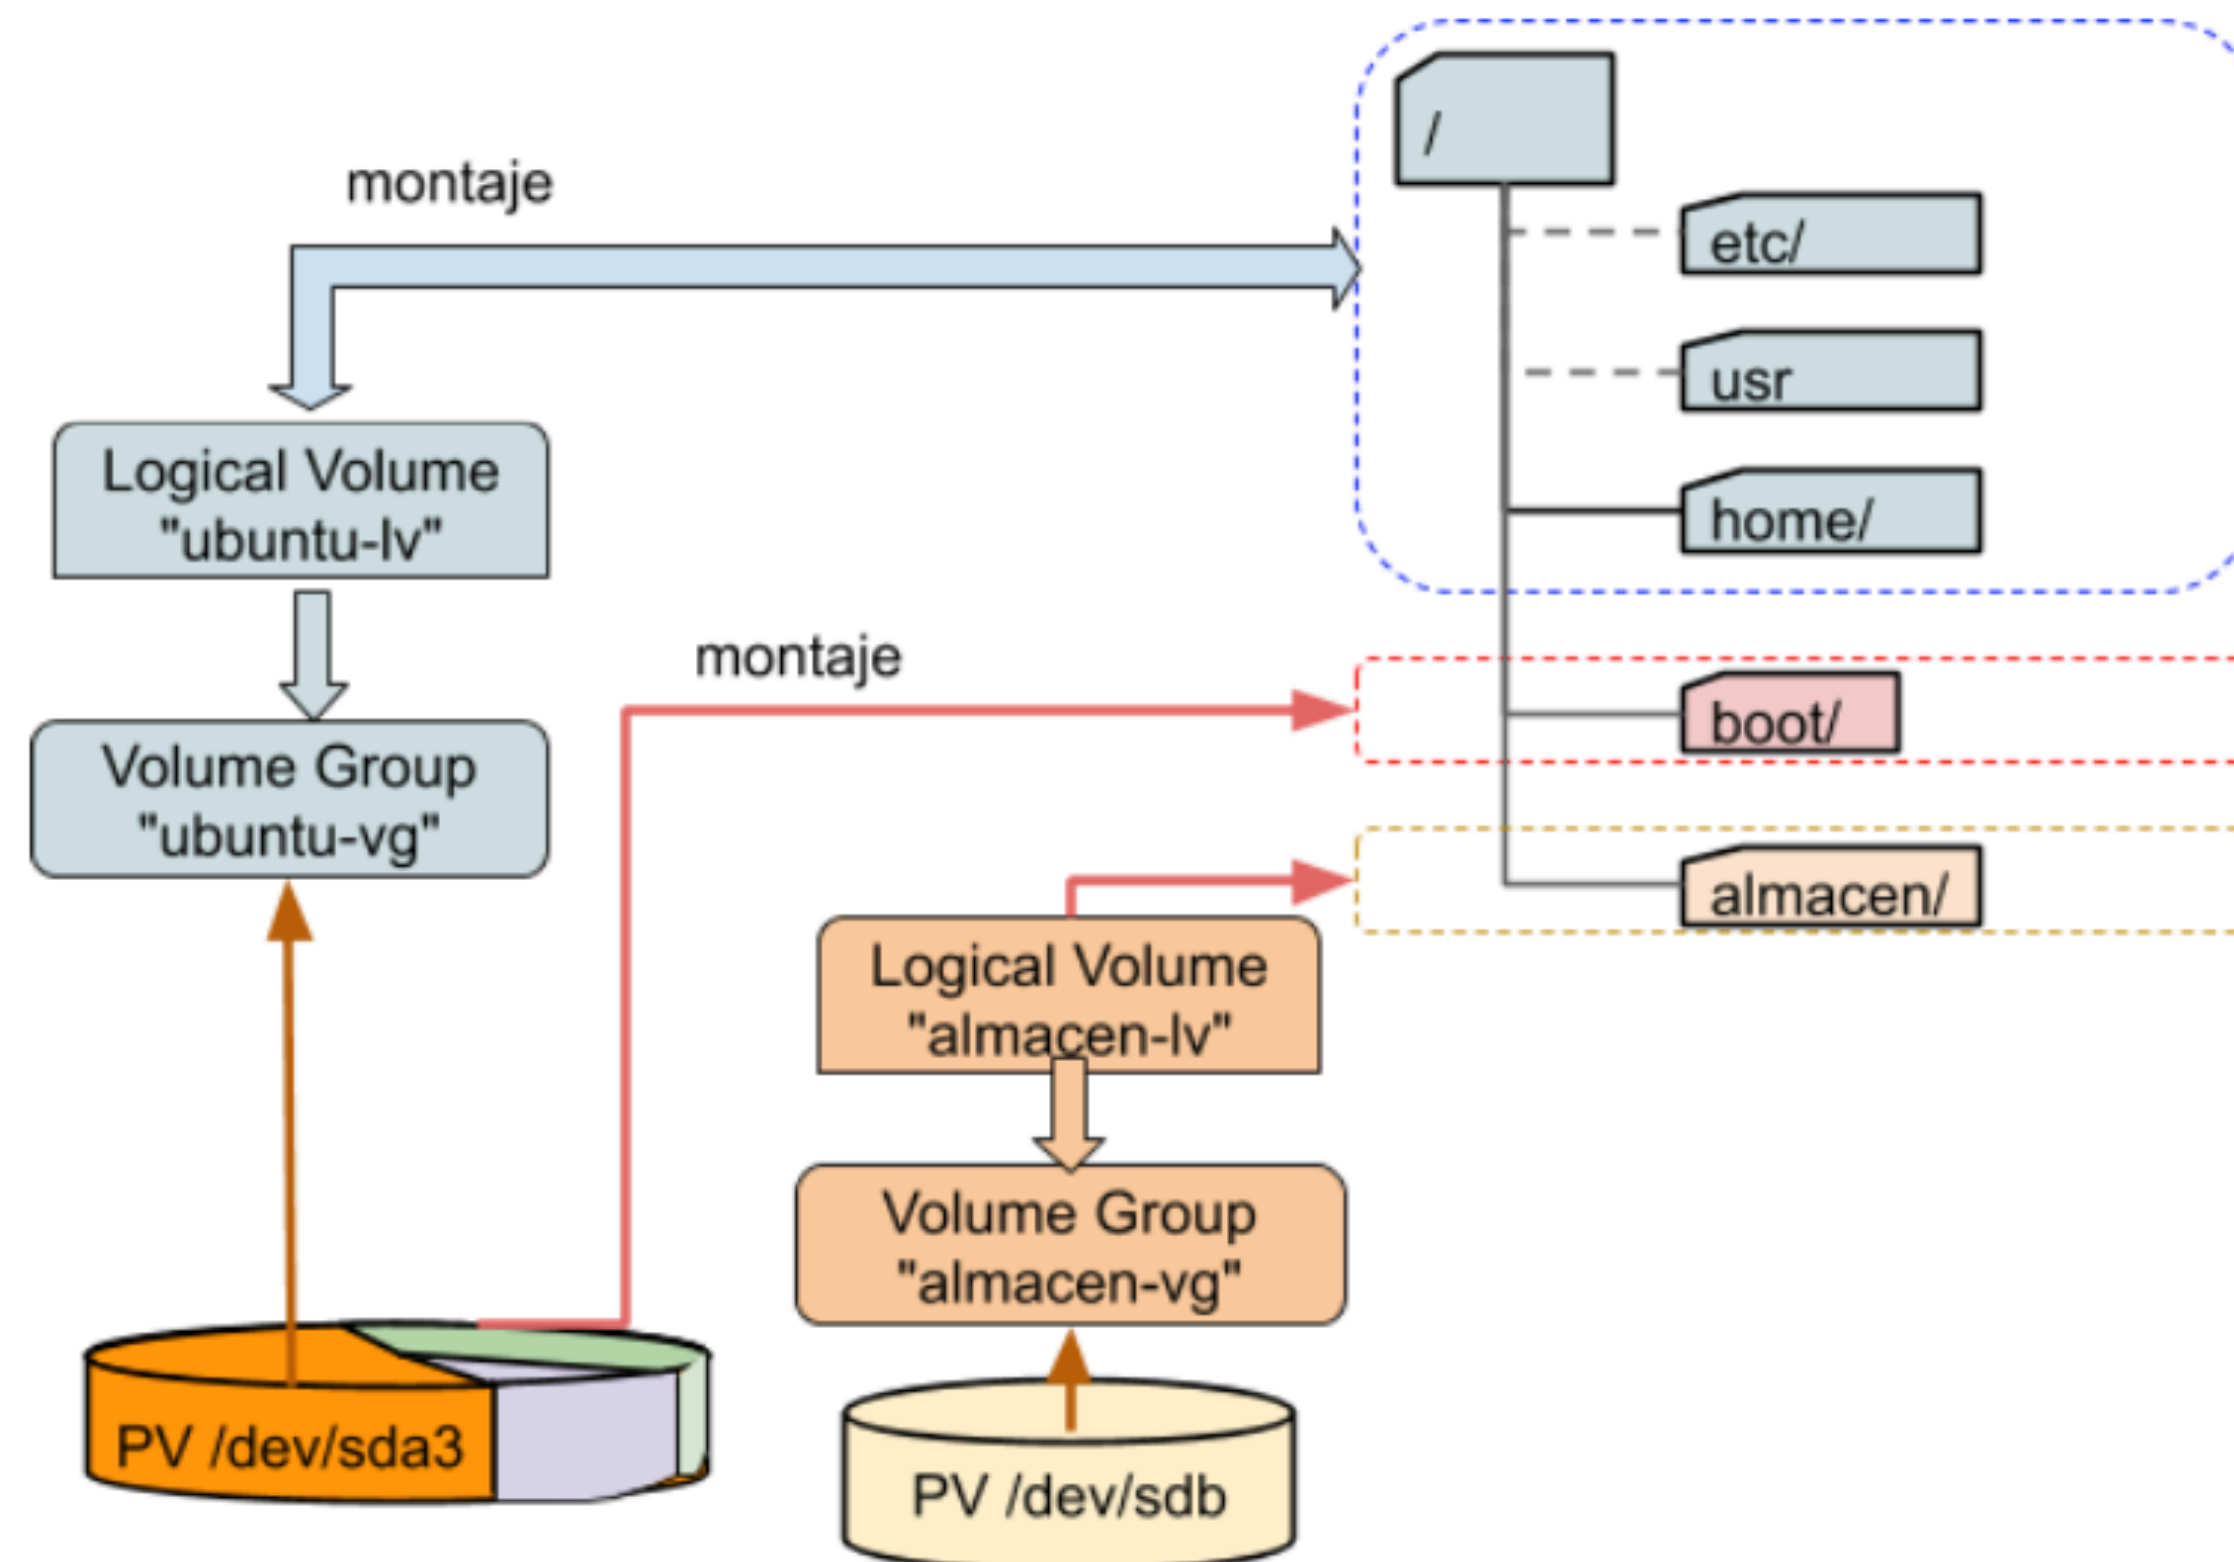 /
montaje
etc/
usr
Logical Volume
"ubuntu-lv"
home/
montaje
boot/
Volume Group
"ubuntu-vg"
almacen/
Logical Volume
"almacen-lv"
Volume Group
"almacen-vg"
PV /dev/sda3
PV /dev/sdb